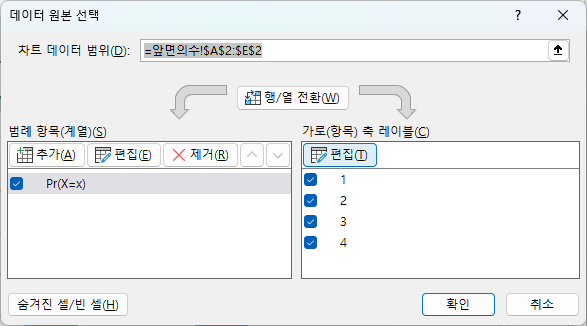 데이터 원본 선택
? ×
차트 데이터 범위(D): =앞면의수!$A$2:$E$2
행/열 전환(W)
범례 항목(계열)(S)
추가(A) 편집(E) 제거(R)
Pr(X=x)
가로(항목) 축 레이블(C)
편집(T)
1
2
3
4
숨겨진 셀/빈 셀(H)
확인 취소